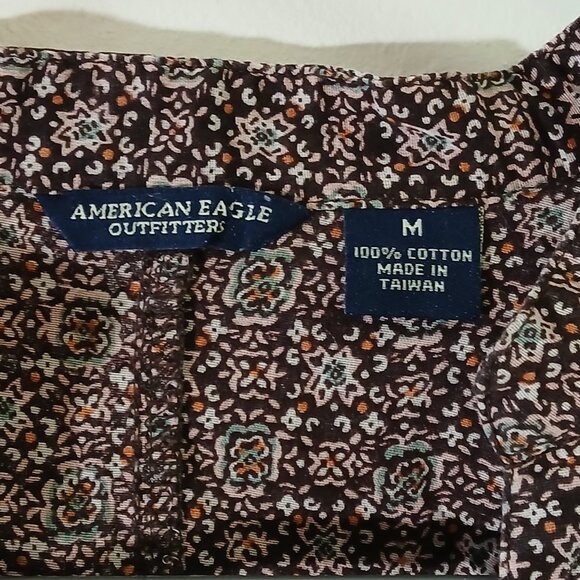 AMERICAN EAGLE
OUTFITTERS
M
100% COTTON
MADE IN
TAIWAN